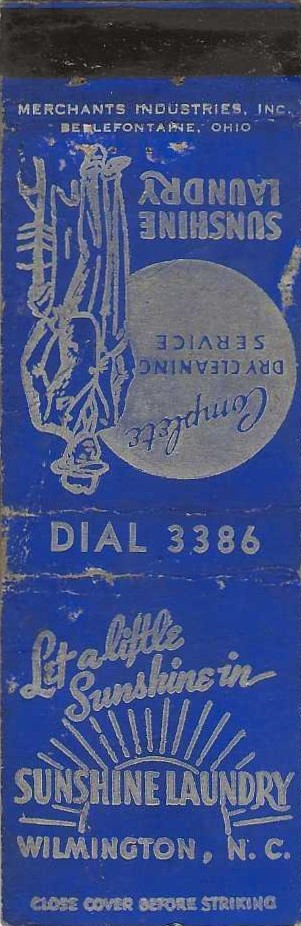 MERCHANTS INDUSTRIES, INC.
BELLEFONTAINE, OHIO
SUNSHINE
LAUNDRY
Complete
DRY CLEANING
SERVICE
DIAL 3386
Let a little
Sunshine in
SUNSHINE LAUNDRY
WILMINGTON, N. C.
CLOSE COVER BEFORE STRIKING